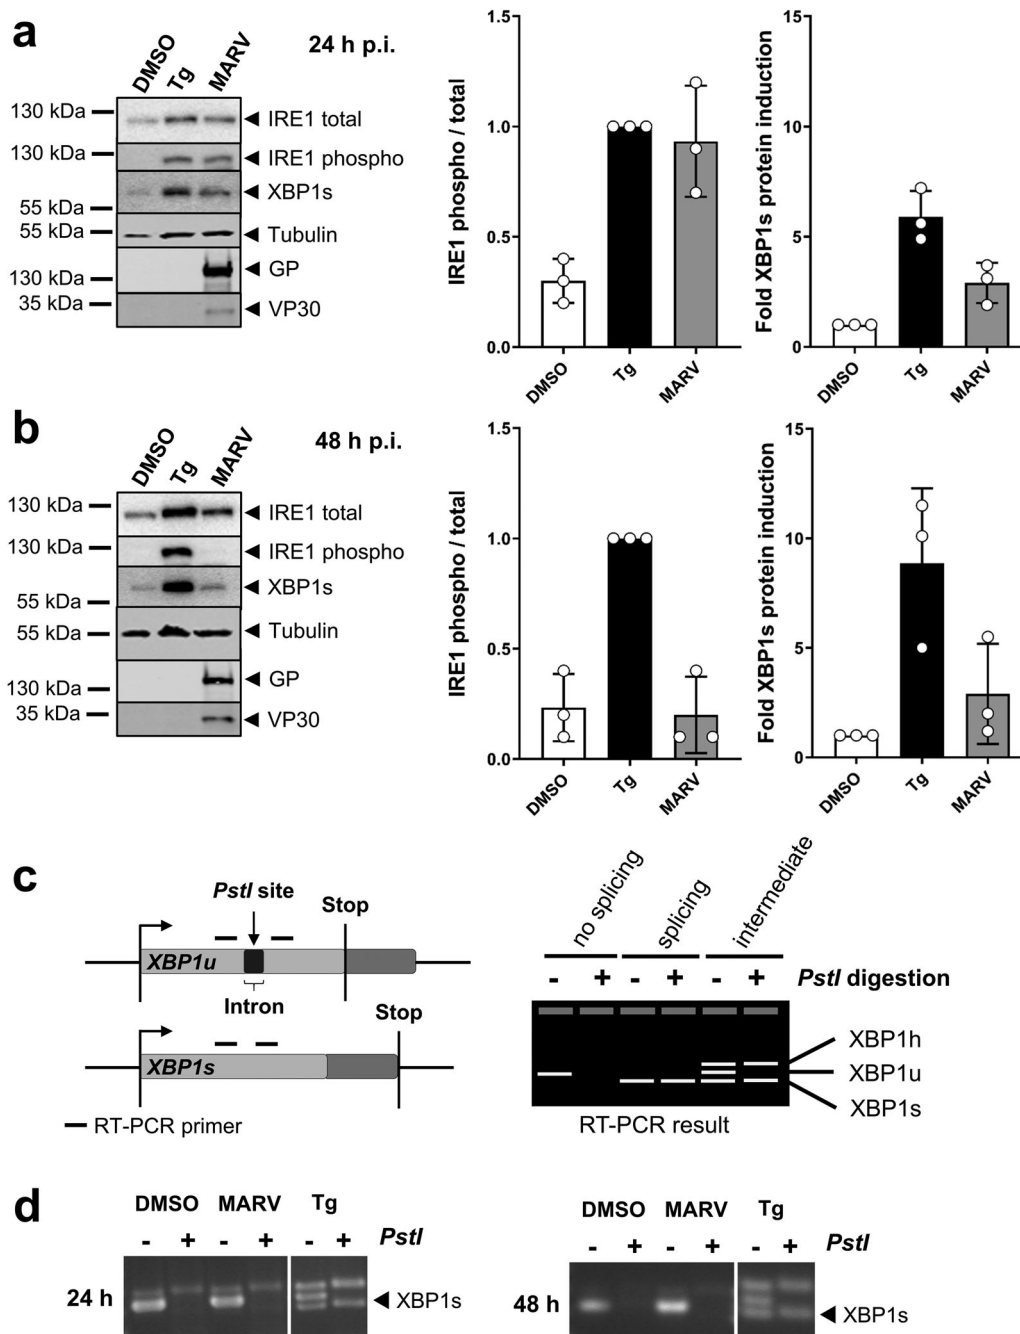 a
24 h p.i.
DMSO
Tg
MARV
130 kDa
IRE1 total
130 kDa
IRE1 phospho
XBP1s
55 kDa
55 kDa
Tubulin
GP
130 kDa
35 kDa
VP30
IRE1 phospho / total
1.5
1.0
0.5
0.0
DMSO
Tg
MARV
Fold XBP1s protein induction
15
10
5
0
DMSO
Tg
MARV
b
48 h p.i.
DMSO
Tg
MARV
130 kDa
IRE1 total
130 kDa
IRE1 phospho
XBP1s
55 kDa
55 kDa
Tubulin
GP
130 kDa
35 kDa
VP30
IRE1 phospho / total
1.5
1.0
0.5
0.0
DMSO
Tg
MARV
Fold XBP1s protein induction
15
10
5
0
DMSO
Tg
MARV
c
PstI site
Stop
XBP1u
Intron
Stop
XBP1s
RT-PCR primer
no splicing
splicing
intermediate
- + - + - + PstI digestion
XBP1h
XBP1u
XBP1s
RT-PCR result
d
DMSO MARV Tg
- + - + - + PstI
24 h
XBP1s
DMSO MARV Tg
- + - + - + PstI
48 h
XBP1s